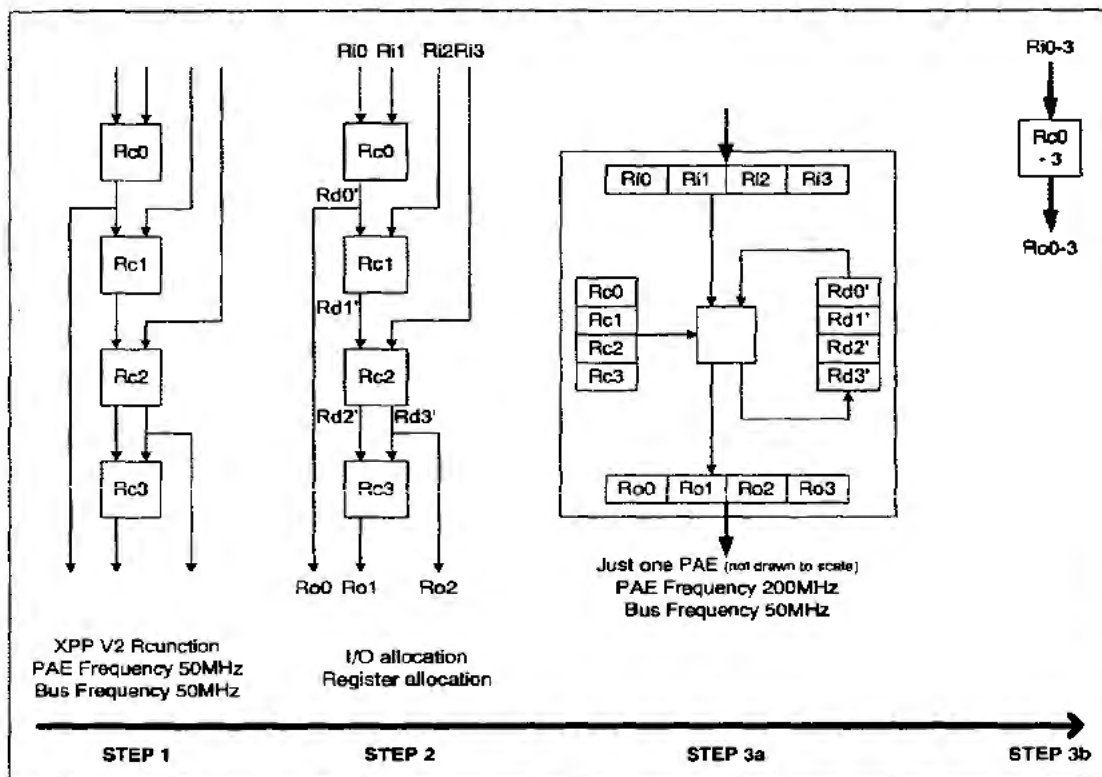 Rc0
Rc1
Rc2
Rc3
XPP V2 Rcunction
PAE Frequency 50MHz
Bus Frequency 50MHz
STEP 1
Ri0 Ri1 Ri2 Ri3
Rc0
Rd0'
Rc1
Rd1'
Rc2
Rd2' Rd3'
Rc3
Ro0 Ro1 Ro2
I/O allocation
Register allocation
STEP 2
Ri0 Ri1 Ri2 Ri3
Rc0
Rc1
Rc2
Rc3
Rd0'
Rd1'
Rd2'
Rd3'
Ro0 Ro1 Ro2 Ro3
Just one PAE (not drawn to scale)
PAE Frequency 200MHz
Bus Frequency 50MHz
STEP 3a
Ri0-3
Rc0
- 3
Ro0-3
STEP 3b